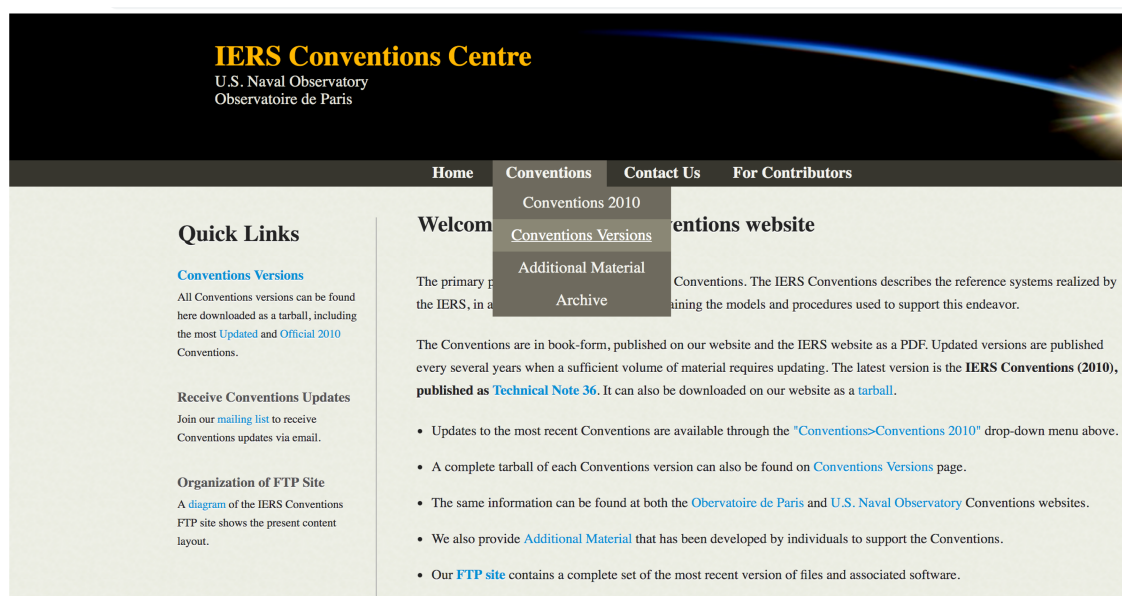 IERS Conventions Centre
U.S. Naval Observatory
Observatoire de Paris
Home Conventions Contact Us For Contributors
Conventions 2010
Conventions Versions
Additional Material
Archive
Quick Links
Conventions Versions
All Conventions versions can be found
here downloaded as a tarball, including
the most Updated and Official 2010
Conventions.
Receive Conventions Updates
Join our mailing list to receive
Conventions updates via email.
Organization of FTP Site
A diagram of the IERS Conventions
FTP site shows the present content
layout.
Welcom entions website
The primary p Conventions. The IERS Conventions describes the reference systems realized by
the IERS, in a aining the models and procedures used to support this endeavor.
The Conventions are in book-form, published on our website and the IERS website as a PDF. Updated versions are published
every several years when a sufficient volume of material requires updating. The latest version is the IERS Conventions (2010),
published as Technical Note 36. It can also be downloaded on our website as a tarball.
• Updates to the most recent Conventions are available through the "Conventions>Conventions 2010" drop-down menu above.
• A complete tarball of each Conventions version can also be found on Conventions Versions page.
• The same information can be found at both the Obervatoire de Paris and U.S. Naval Observatory Conventions websites.
• We also provide Additional Material that has been developed by individuals to support the Conventions.
• Our FTP site contains a complete set of the most recent version of files and associated software.